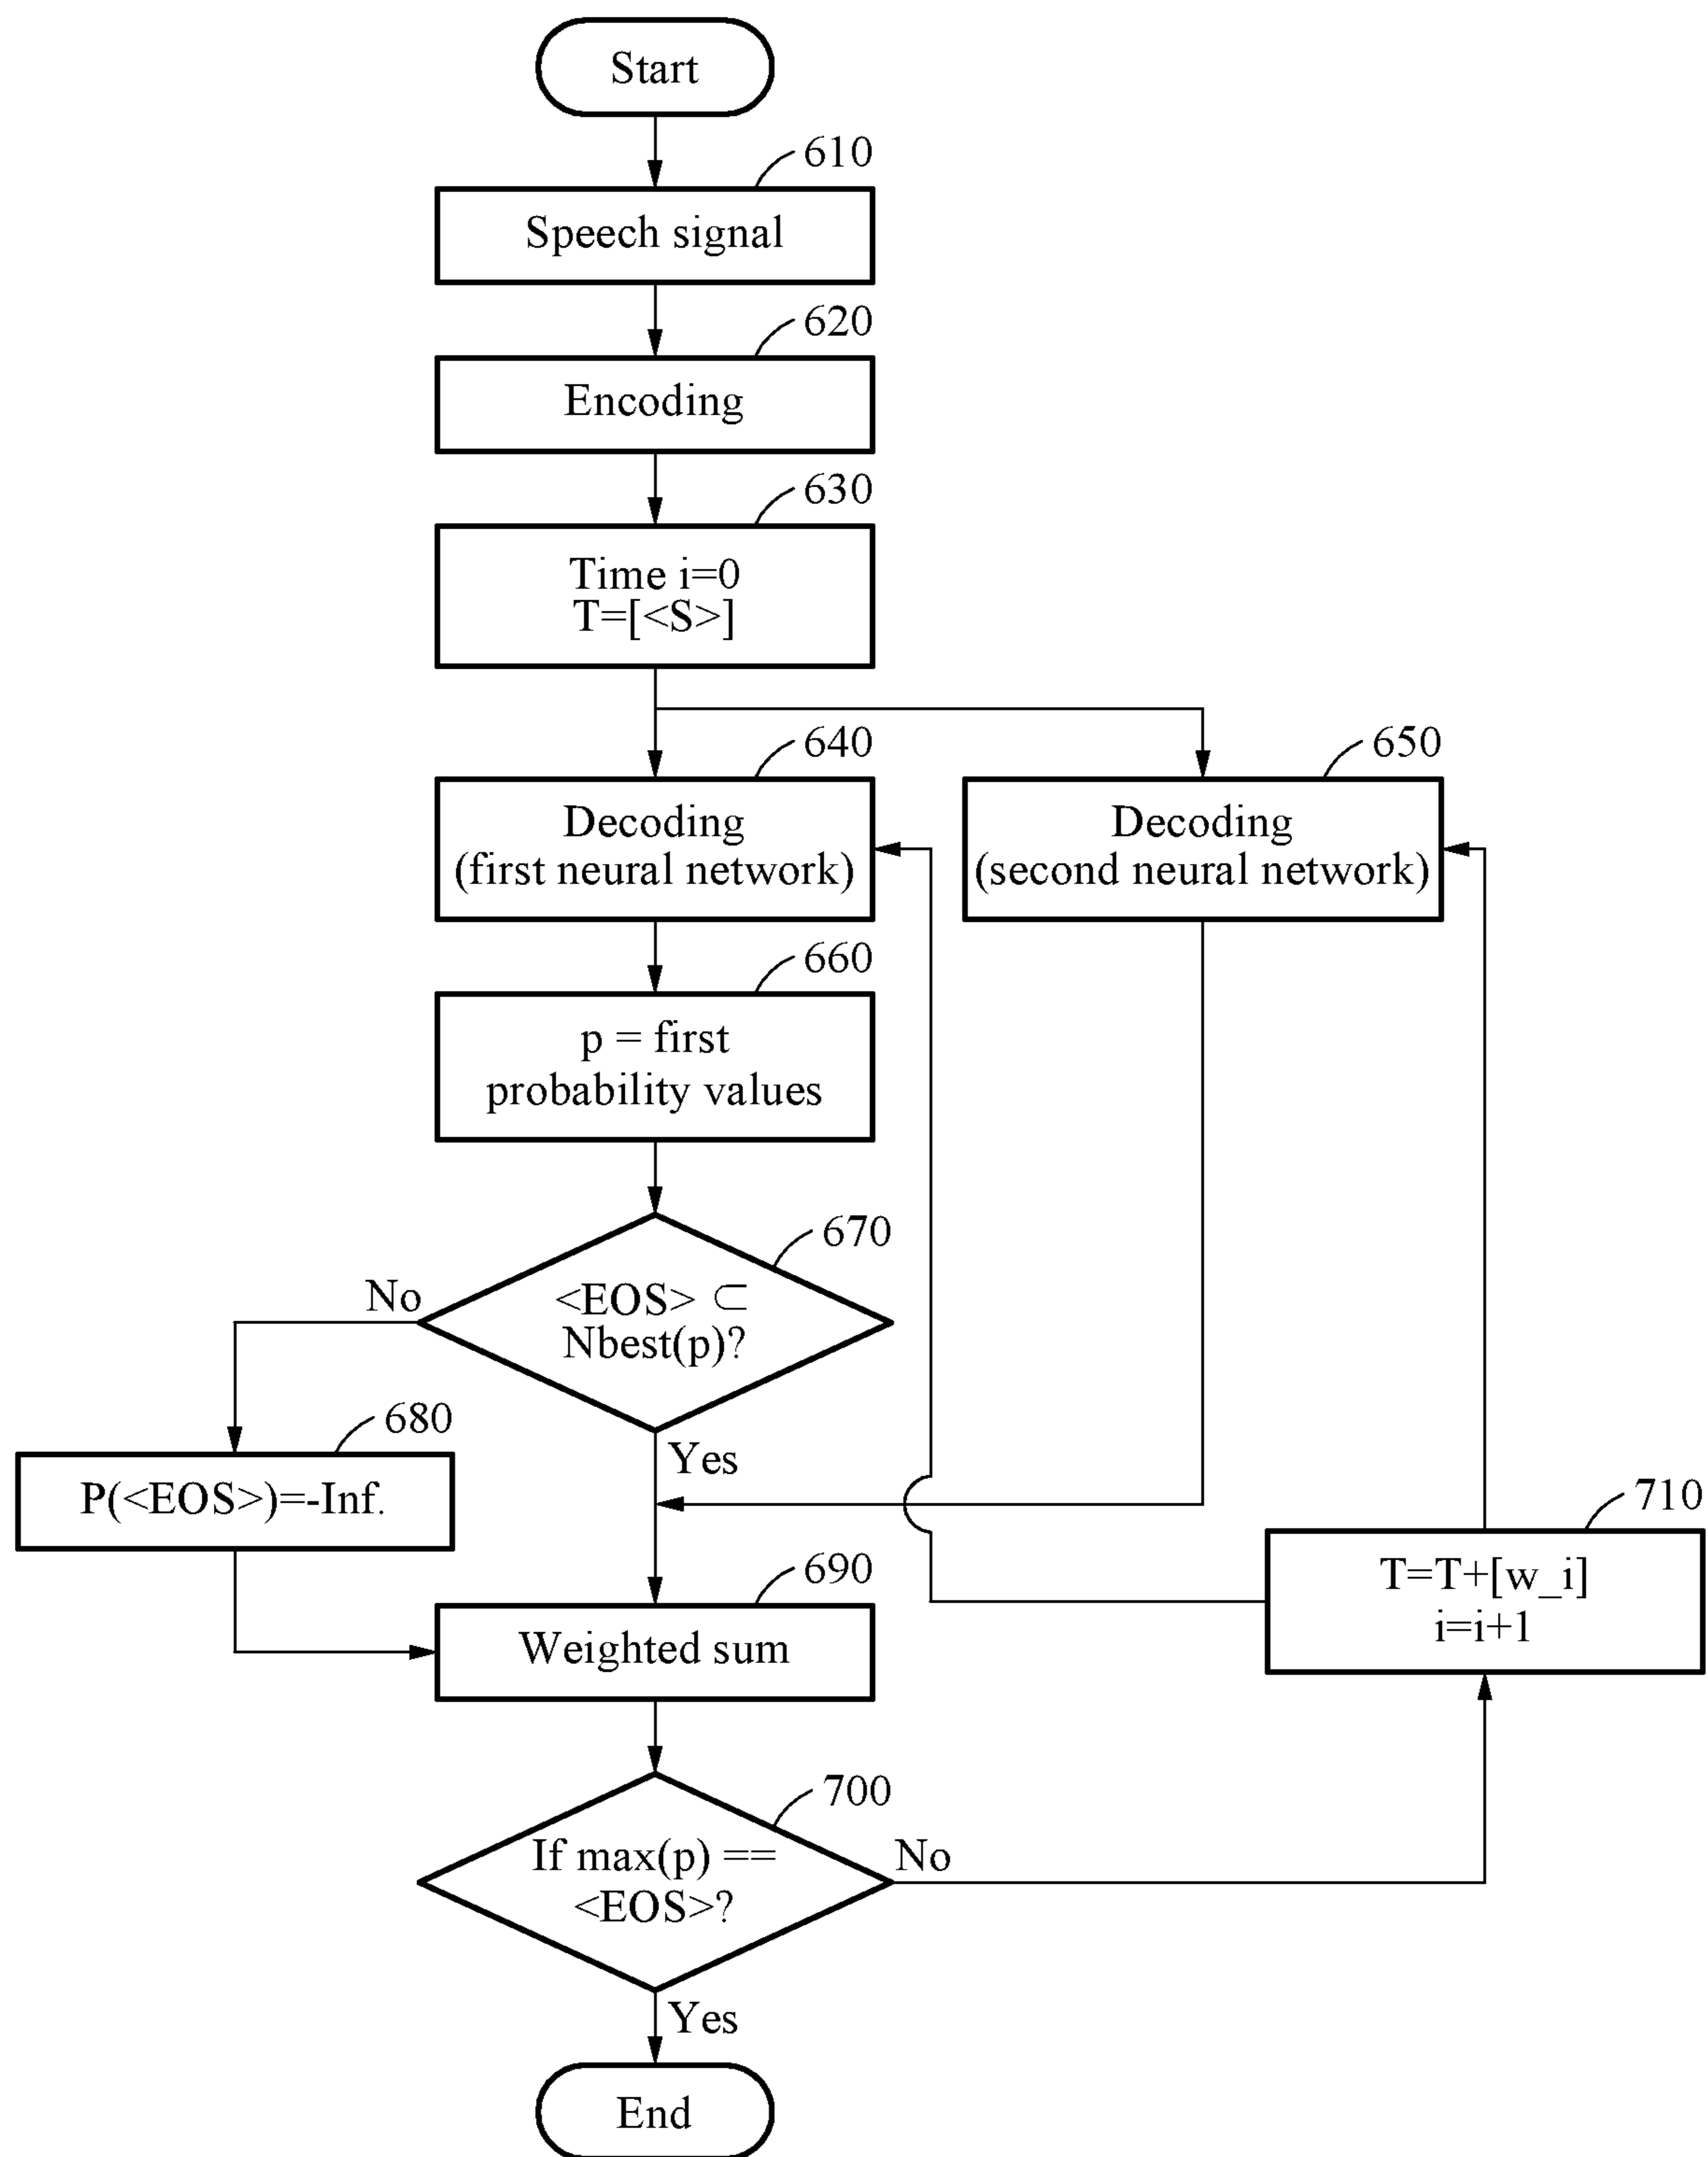 Start
610
Speech signal
620
Encoding
630
Time i=0
T=[<S>]
640
Decoding
(first neural network)
650
Decoding
(second neural network)
660
p = first
probability values
670
<EOS> ⊂
Nbest(p)?
No
Yes
680
P(<EOS>)=-Inf.
690
Weighted sum
710
T=T+[w_i]
i=i+1
700
If max(p) ==
<EOS>?
No
Yes
End